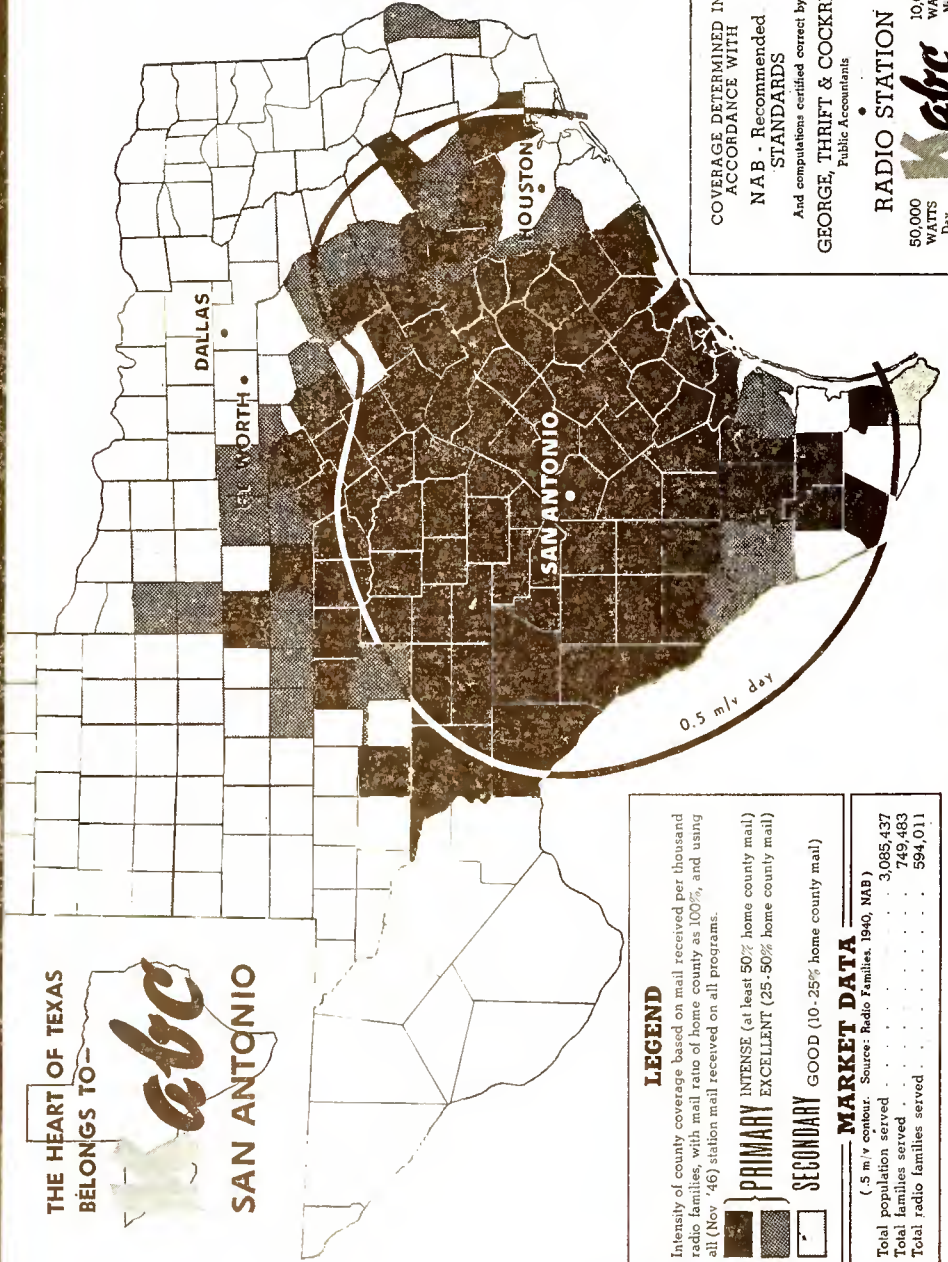 THE HEART OF TEXAS
BELONGS TO—
K abc
SAN ANTONIO
DALLAS
WORTH
HOUSTON
SAN ANTONIO
0.5 m/v day
LEGEND
Intensity of county coverage based on mail received per thousand
radio families, with mail ratio of home county as 100%, and using
all (Nov '46) station mail received on all programs.
PRIMARY INTENSE (at least 50% home county mail)
EXCELLENT (25-50% home county mail)
SECONDARY GOOD (10-25% home county mail)
MARKET DATA
(.5 m/v contour. Source: Radio Families, 1940, NAB)
Total population served . . . . . . . 3,085,437
Total families served . . . . . . . 749,483
Total radio families served . . . . . . . 594,011
COVERAGE DETERMINED IN
ACCORDANCE WITH
NAB - Recommended
STANDARDS
And computations certified correct by
GEORGE, THRIFT & COCKR
Public Accountants
RADIO STATION
50,000
WATTS
Day
K abc
10,
WA